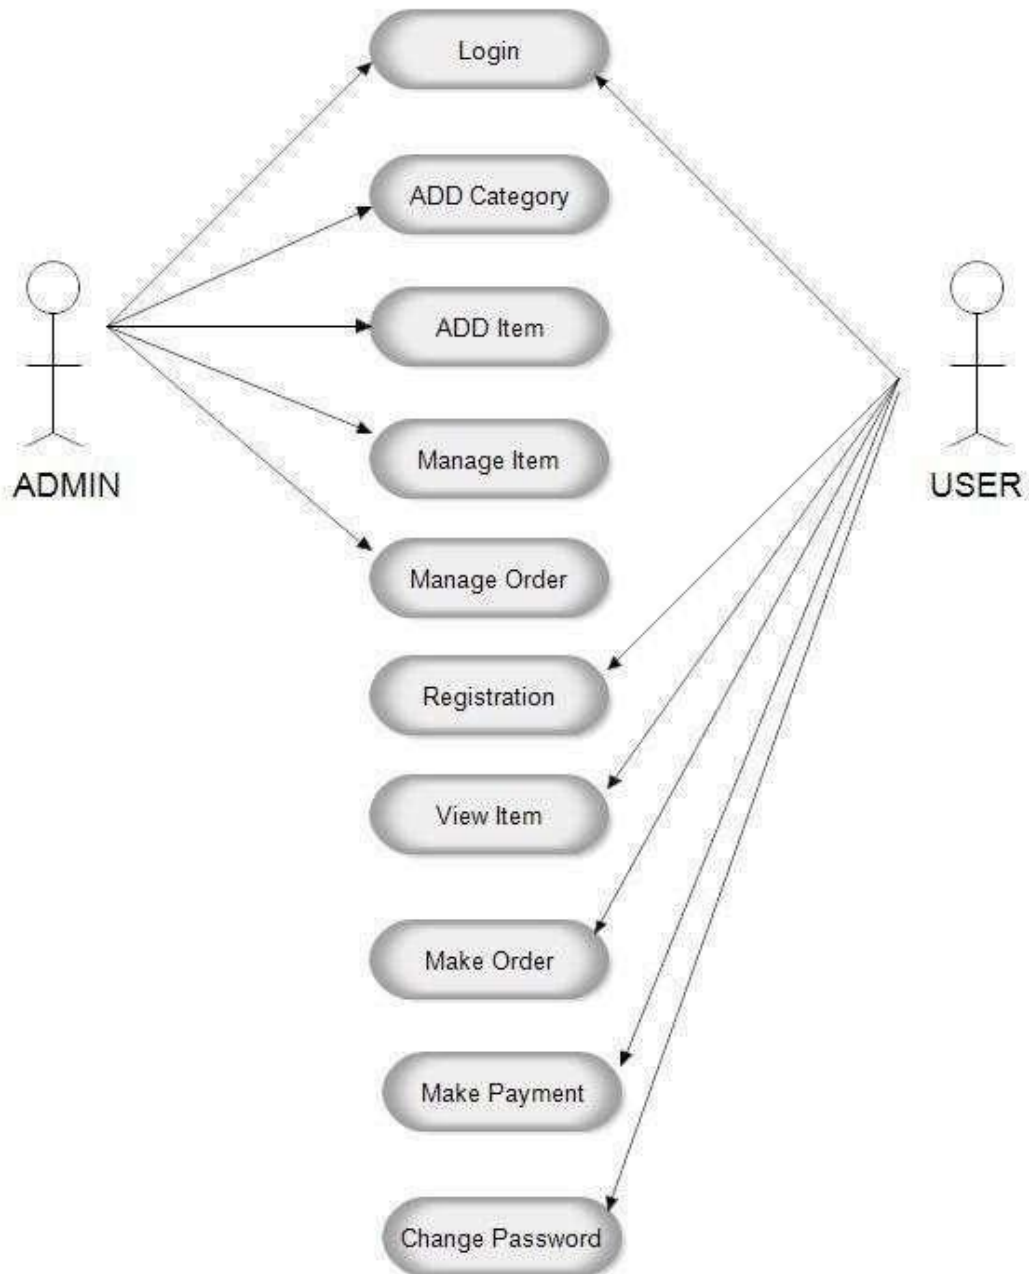 Login
ADD Category
ADD Item
Manage Item
ADMIN
USER
Manage Order
Registration
View Item
Make Order
Make Payment
Change Password